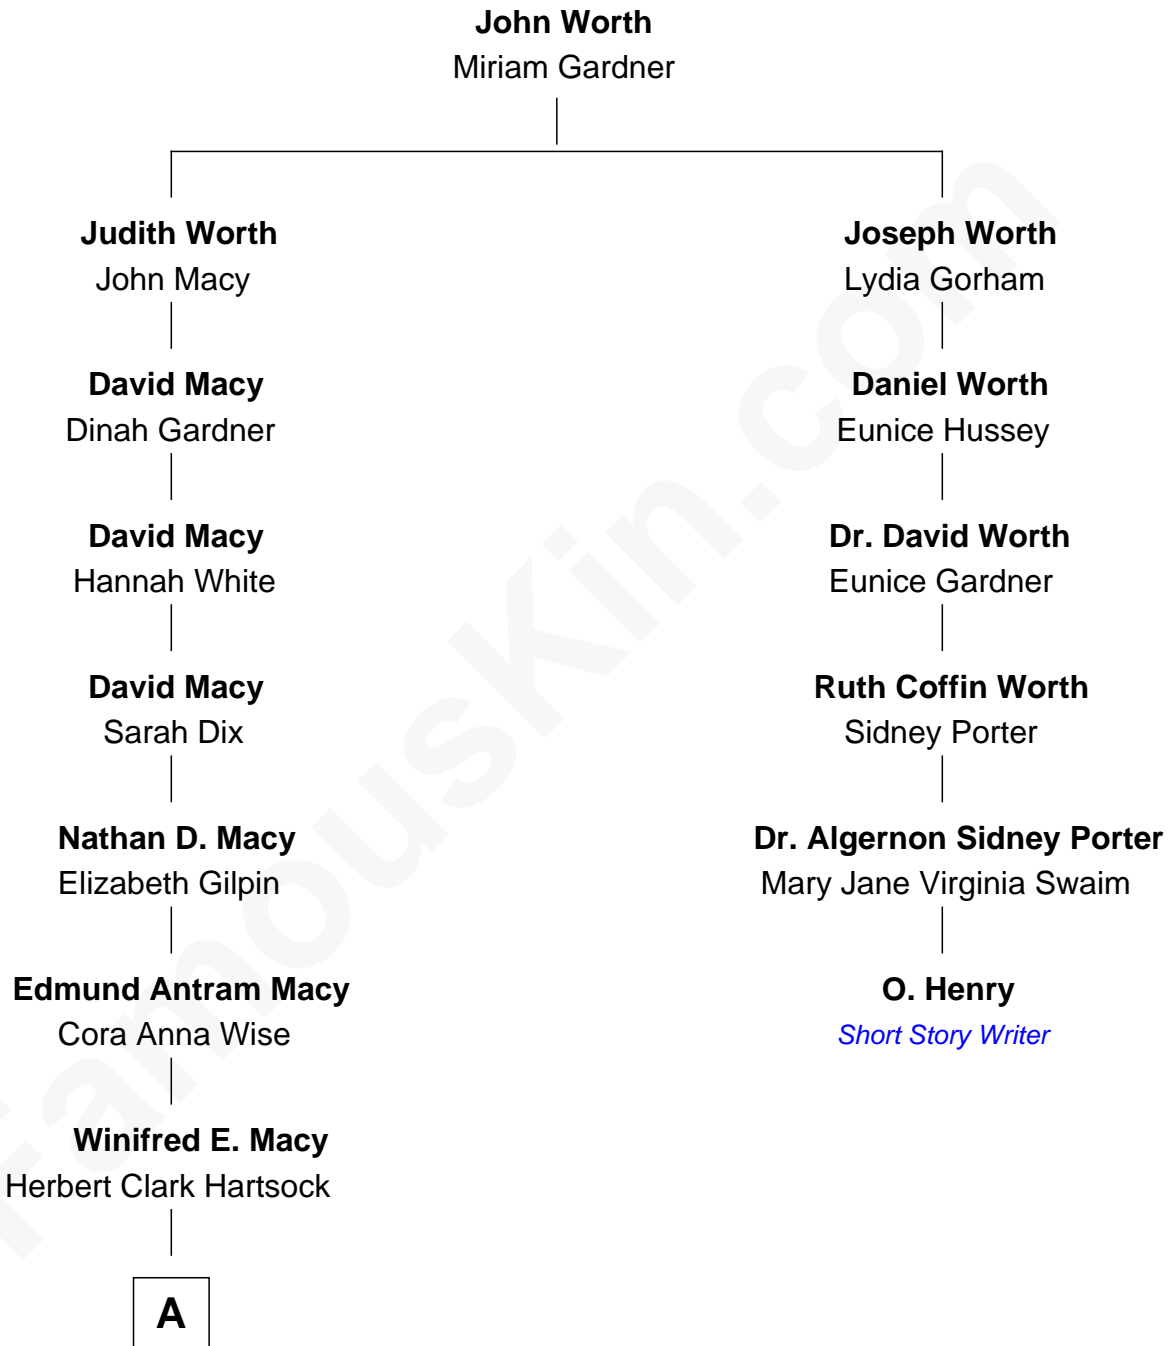 John Worth
Miriam Gardner
Judith Worth
John Macy
David Macy
Dinah Gardner
David Macy
Hannah White
David Macy
Sarah Dix
Nathan D. Macy
Elizabeth Gilpin
Edmund Antram Macy
Cora Anna Wise
Winifred E. Macy
Herbert Clark Hartsock
A
Joseph Worth
Lydia Gorham
Daniel Worth
Eunice Hussey
Dr. David Worth
Eunice Gardner
Ruth Coffin Worth
Sidney Porter
Dr. Algernon Sidney Porter
Mary Jane Virginia Swaim
O. Henry
Short Story Writer
FamousKin.com